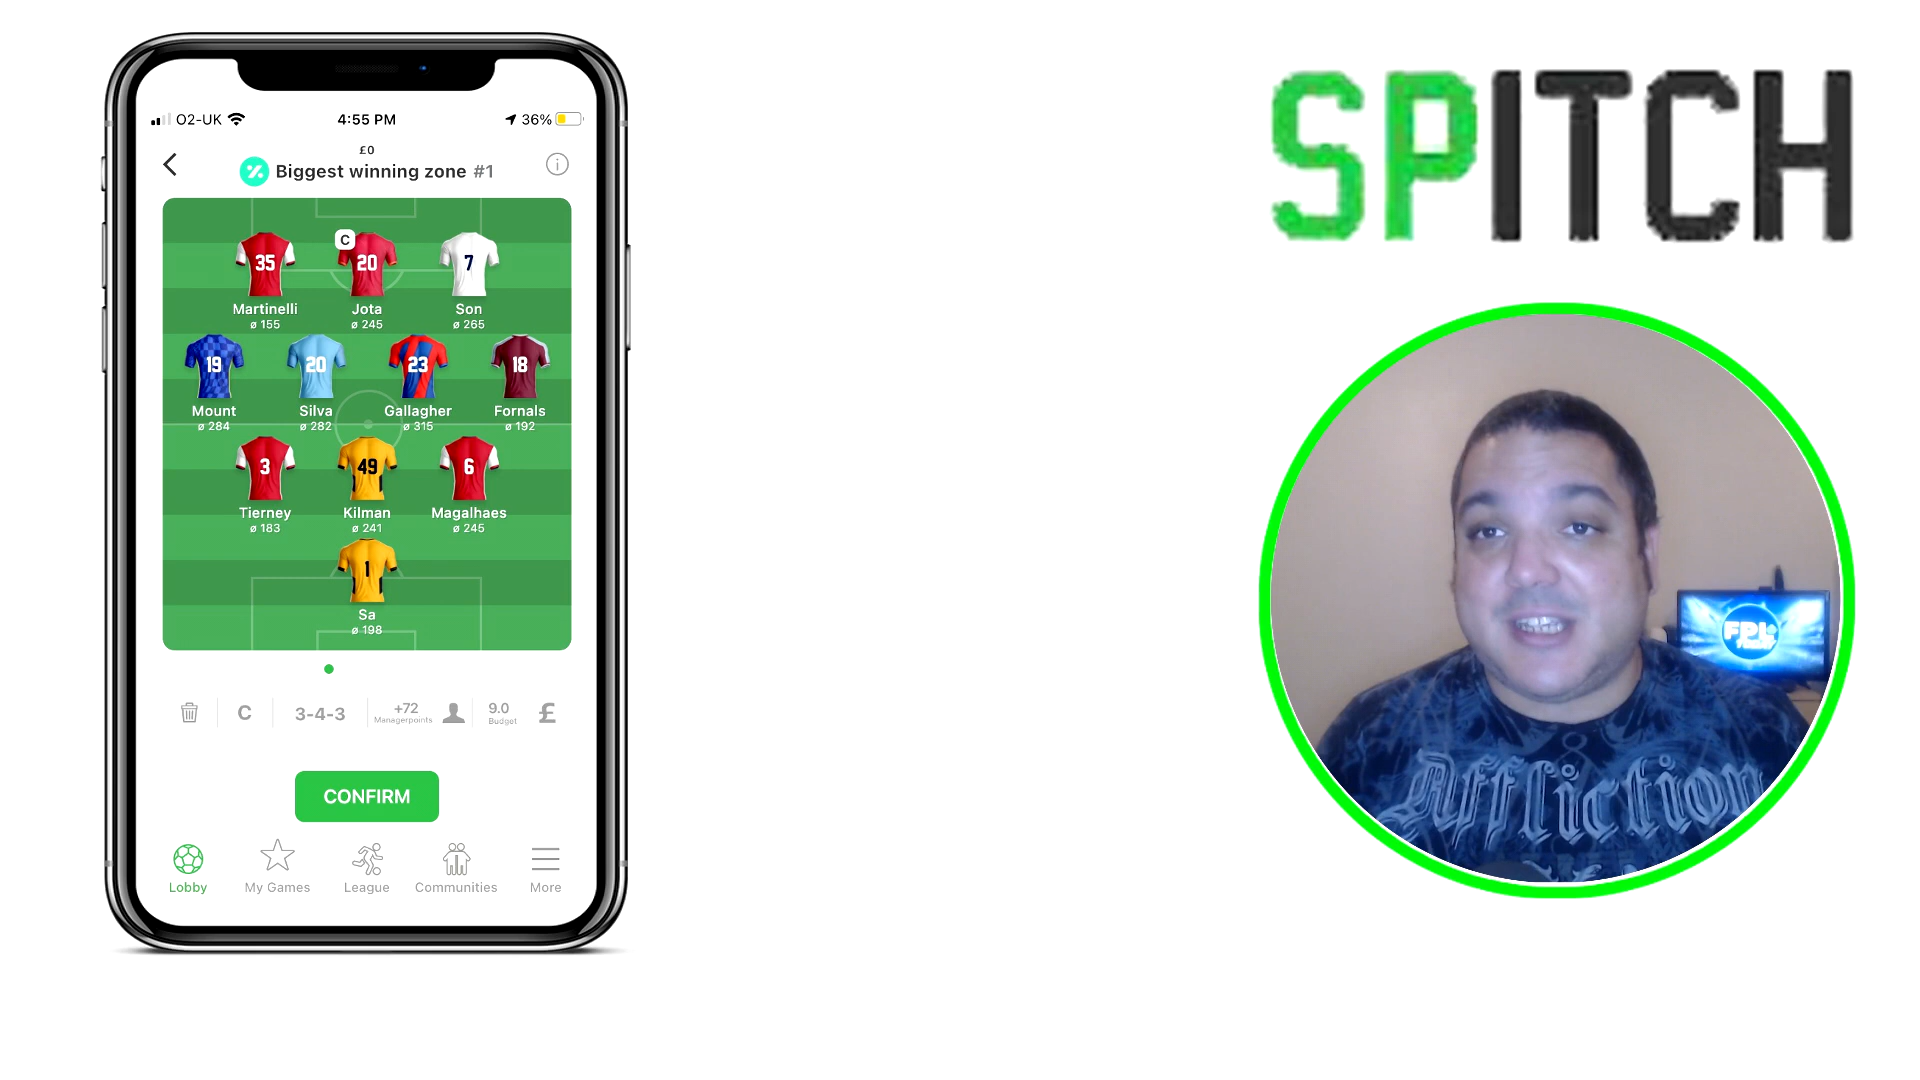 O2-UK
4:55 PM
36%
£0
Biggest winning zone #1
35
C
20
7
Martinelli
Jota
Son
ø 155
ø 245
ø 265
19
20
23
18
Mount
Silva
Gallagher
Fornals
ø 284
ø 282
ø 315
ø 192
3
49
6
Tierney
Kilman
Magalhaes
ø 183
ø 241
ø 245
1
Sa
ø 198
C
3-4-3
+72
Managerpoints
9.0
Budget
£
CONFIRM
Lobby
My Games
League
Communities
More
SPITCH
Affliction